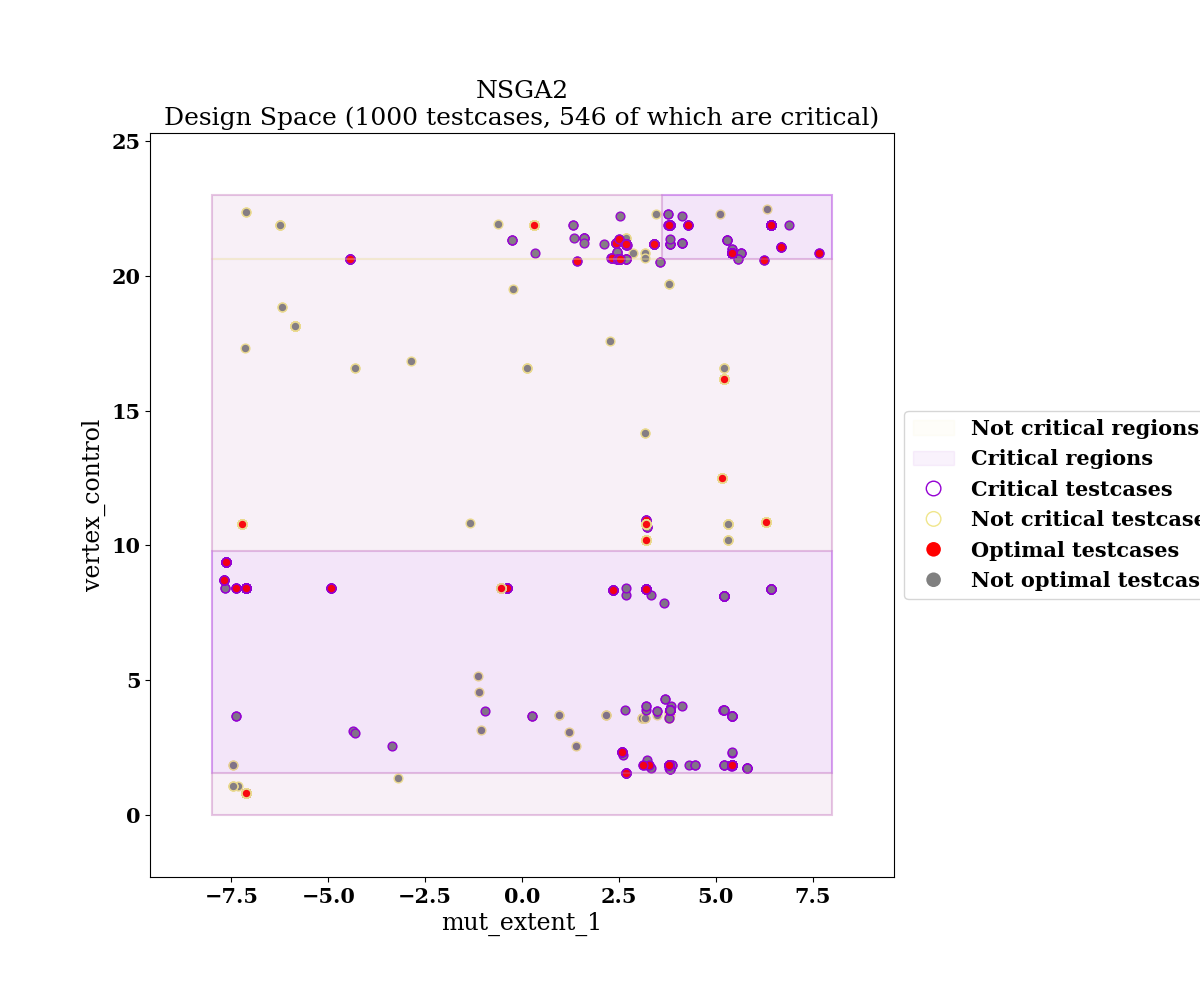 NSGA2
Design Space (1000 testcases, 546 of which are critical)
25
20
15
10
5
0
vertex_control
−7.5 −5.0 −2.5 0.0 2.5 5.0 7.5
mut_extent_1
Not critical regions
Critical regions
Critical testcases
Not critical testcase
Optimal testcases
Not optimal testcas